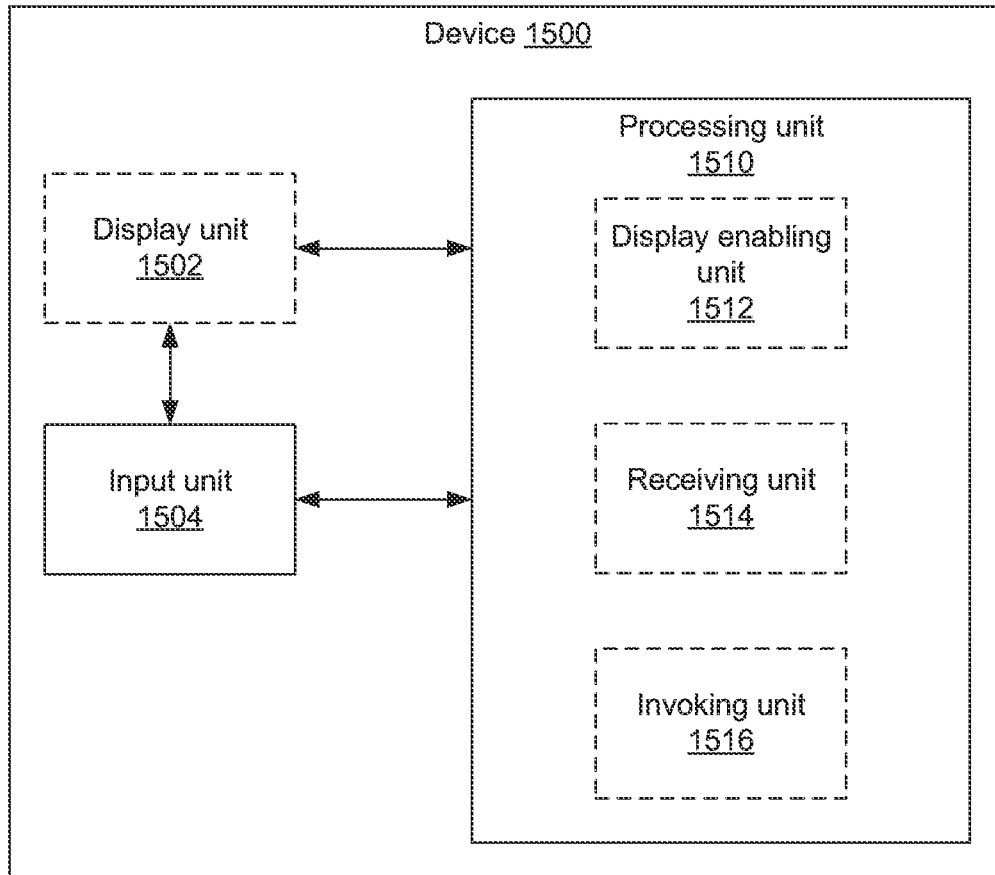 Device 1500
Processing unit
1510
Display unit
1502
Display enabling
unit
1512
Input unit
1504
Receiving unit
1514
Invoking unit
1516